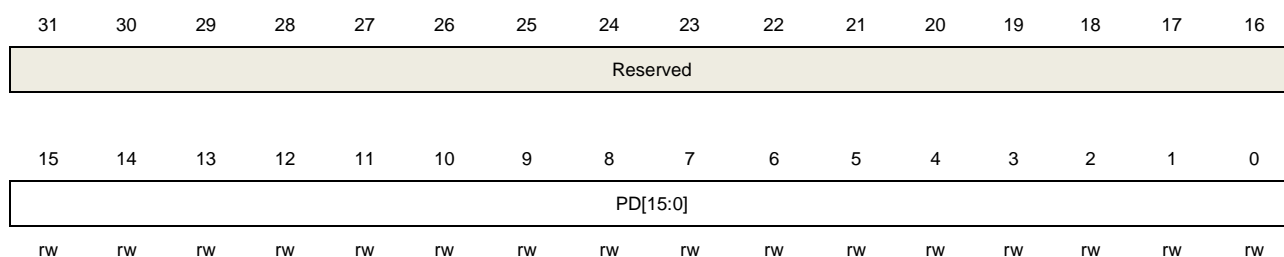 31 30 29 28 27 26 25 24 23 22 21 20 19 18 17 16
Reserved
15 14 13 12 11 10 9 8 7 6 5 4 3 2 1 0
PD[15:0]
rw rw rw rw rw rw rw rw rw rw rw rw rw rw rw rw